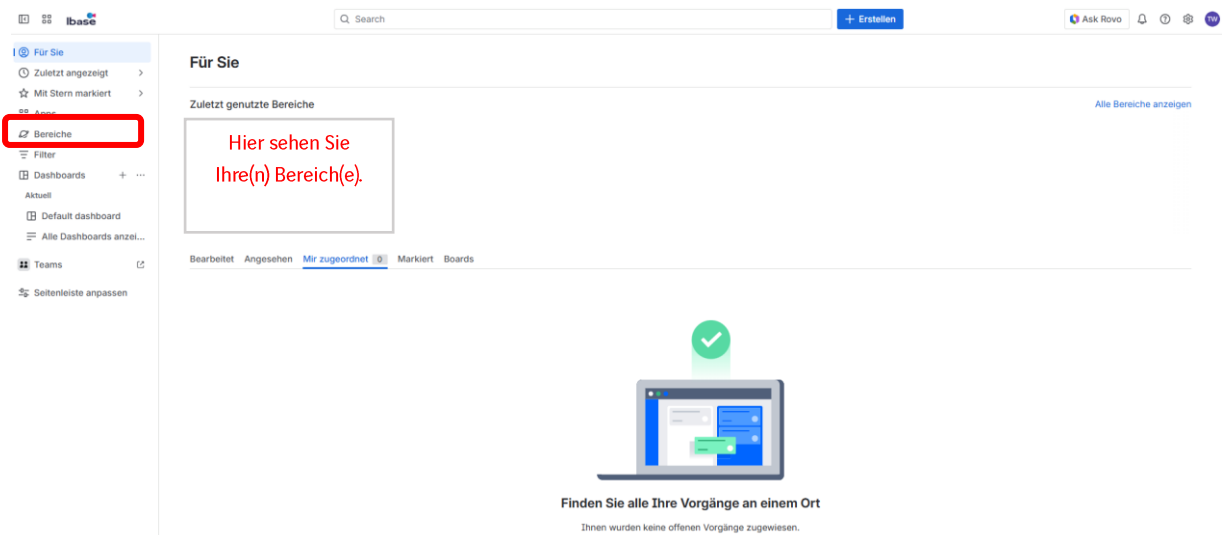 lbase
Search
+ Erstellen
Ask Rovo
TW
Für Sie
Zuletzt angezeigt
Mit Stern markiert
Apps
Bereiche
Filter
Dashboards
Aktuell
Default dashboard
Alle Dashboards anzei...
Teams
Seitenleiste anpassen
Für Sie
Zuletzt genutzte Bereiche
Alle Bereiche anzeigen
Hier sehen Sie
Ihre(n) Bereich(e).
Bearbeitet Angesehen Mir zugeordnet 0 Markiert Boards
Finden Sie alle Ihre Vorgänge an einem Ort
Ihnen wurden keine offenen Vorgänge zugewiesen.